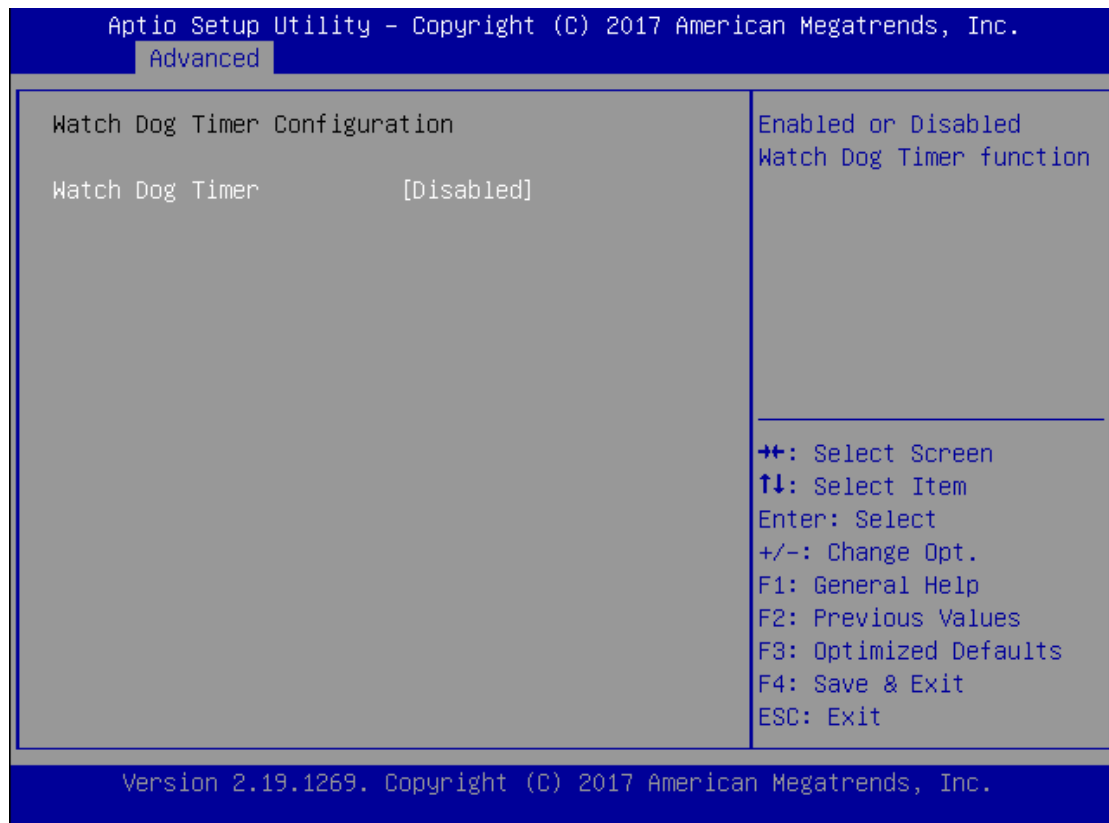 Aptio Setup Utility – Copyright (C) 2017 American Megatrends, Inc.
Advanced
Watch Dog Timer Configuration
Watch Dog Timer [Disabled]
Enabled or Disabled
Watch Dog Timer function
→←: Select Screen
↑↓: Select Item
Enter: Select
+/-: Change Opt.
F1: General Help
F2: Previous Values
F3: Optimized Defaults
F4: Save & Exit
ESC: Exit
Version 2.19.1269. Copyright (C) 2017 American Megatrends, Inc.